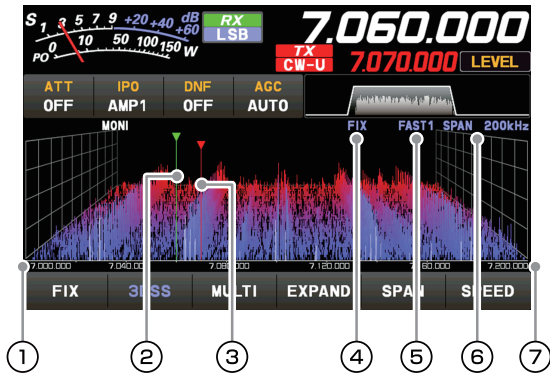 S 1 3 5 7 9 +20 +40 +60 dB
PO 0 10 50 100 150 W
RX
LSB
7.060.000
TX
CW-U
7.070.000
LEVEL
ATT IPO DNF AGC
OFF AMP1 OFF AUTO
MONI FIX FAST1 SPAN 200kHz
7.000.000 7.040.000 7.080.000 7.120.000 7.160.000 7.200.000
FIX 3DSS MULTI EXPAND SPAN SPEED
① ② ③ ④ ⑤ ⑥ ⑦